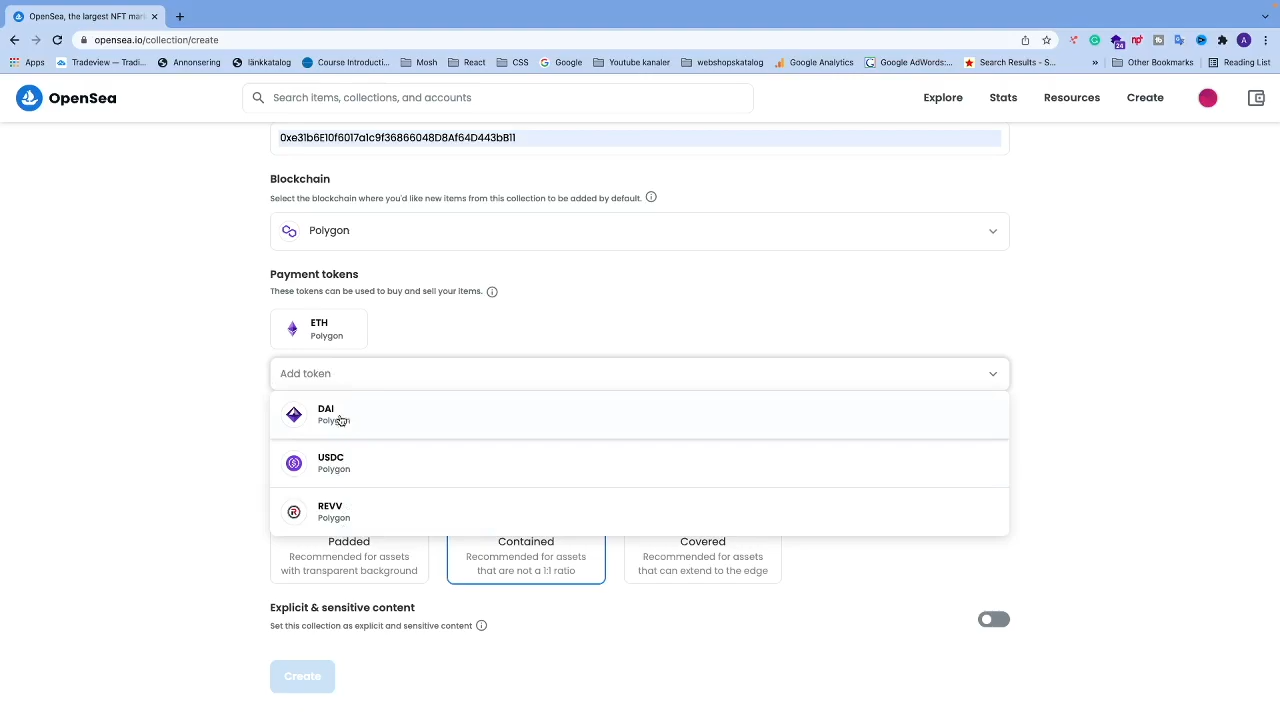 OpenSea, the largest NFT mar
opensea.io/collection/create
24
A
Apps
Tradeview — Tradi...
Annonsering
länkkatalog
Course Introducti...
Mosh
React
CSS
Google
Youtube kanaler
webshopskatalog
Google Analytics
Google AdWords:...
Search Results - S...
»
Other Bookmarks
Reading List
OpenSea
Search items, collections, and accounts
Explore
Stats
Resources
Create
0xe31b6E10f6017a1c9f36866048D8Af64D443bB11
Blockchain
Select the blockchain where you'd like new items from this collection to be added by default.
Polygon
Payment tokens
These tokens can be used to buy and sell your items.
ETH
Polygon
Add token
DAI
Polygon
USDC
Polygon
REVV
Polygon
Padded
Recommended for assets
with transparent background
Contained
Recommended for assets
that are not a 1:1 ratio
Covered
Recommended for assets
that can extend to the edge
Explicit & sensitive content
Set this collection as explicit and sensitive content
Create